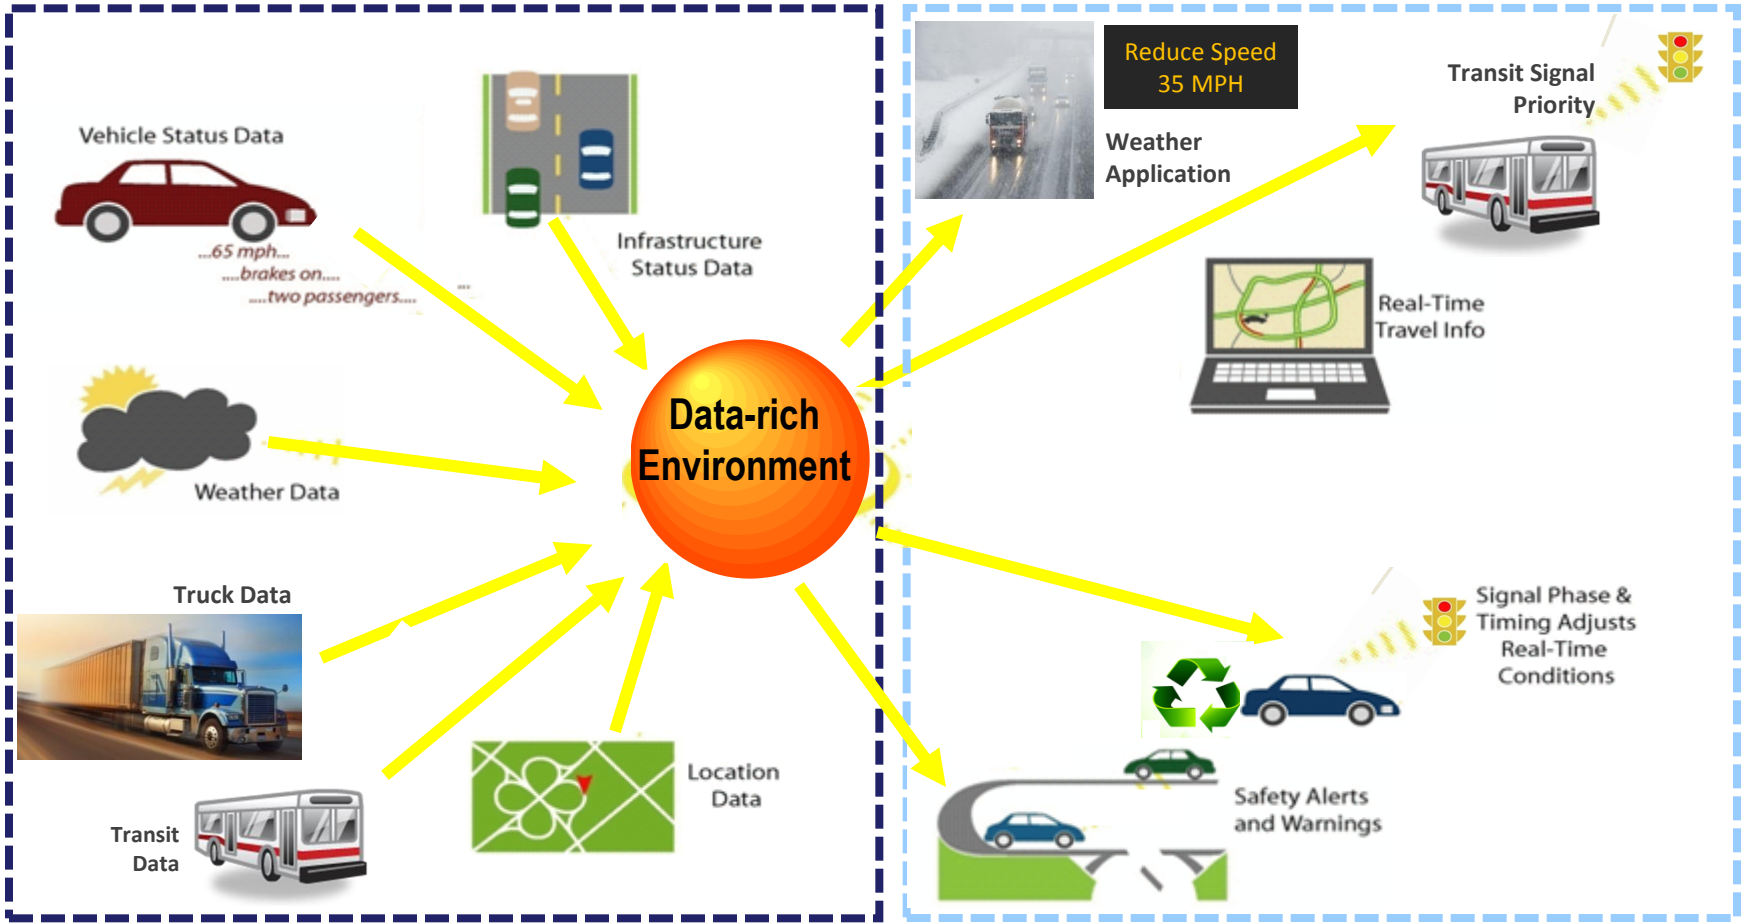 Vehicle Status Data
...65 mph...
....brakes on....
....two passengers....
...
Infrastructure
Status Data
Weather Data
Truck Data
Transit
Data
Location
Data
Data-rich
Environment
Reduce Speed
35 MPH
Weather
Application
Transit Signal
Priority
Real-Time
Travel Info
Signal Phase &
Timing Adjusts
Real-Time
Conditions
Safety Alerts
and Warnings